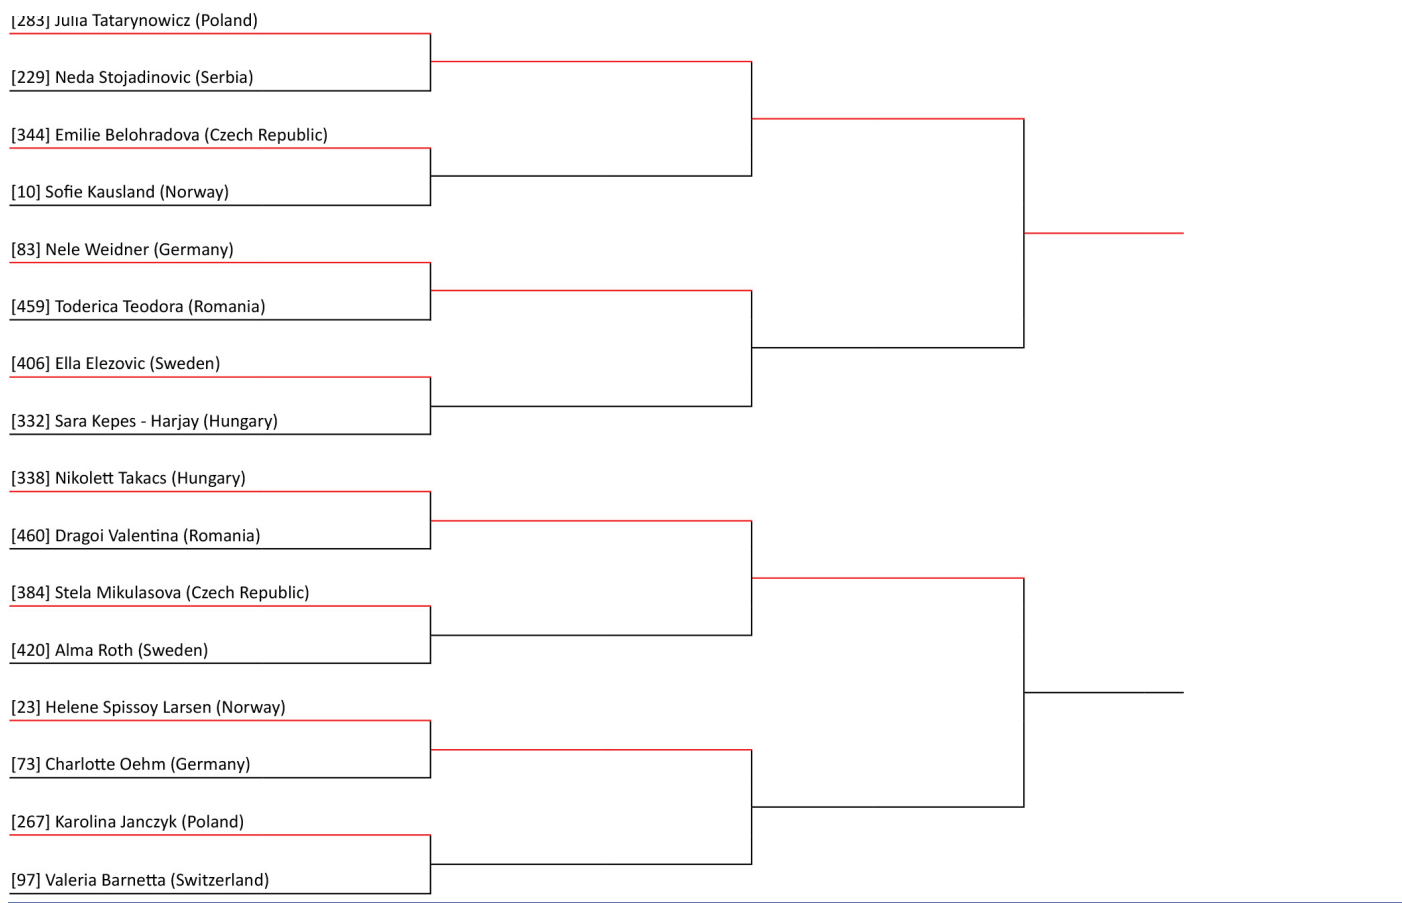 [283] Julia Tatarynowicz (Poland)
[229] Neda Stojadinovic (Serbia)
[344] Emilie Belohradova (Czech Republic)
[10] Sofie Kausland (Norway)
[83] Nele Weidner (Germany)
[459] Toderica Teodora (Romania)
[406] Ella Elezovic (Sweden)
[332] Sara Kepes - Harjay (Hungary)
[338] Nikolett Takacs (Hungary)
[460] Dragoi Valentina (Romania)
[384] Stela Mikulasova (Czech Republic)
[420] Alma Roth (Sweden)
[23] Helene Spissoy Larsen (Norway)
[73] Charlotte Oehm (Germany)
[267] Karolina Janczyk (Poland)
[97] Valeria Barnetta (Switzerland)